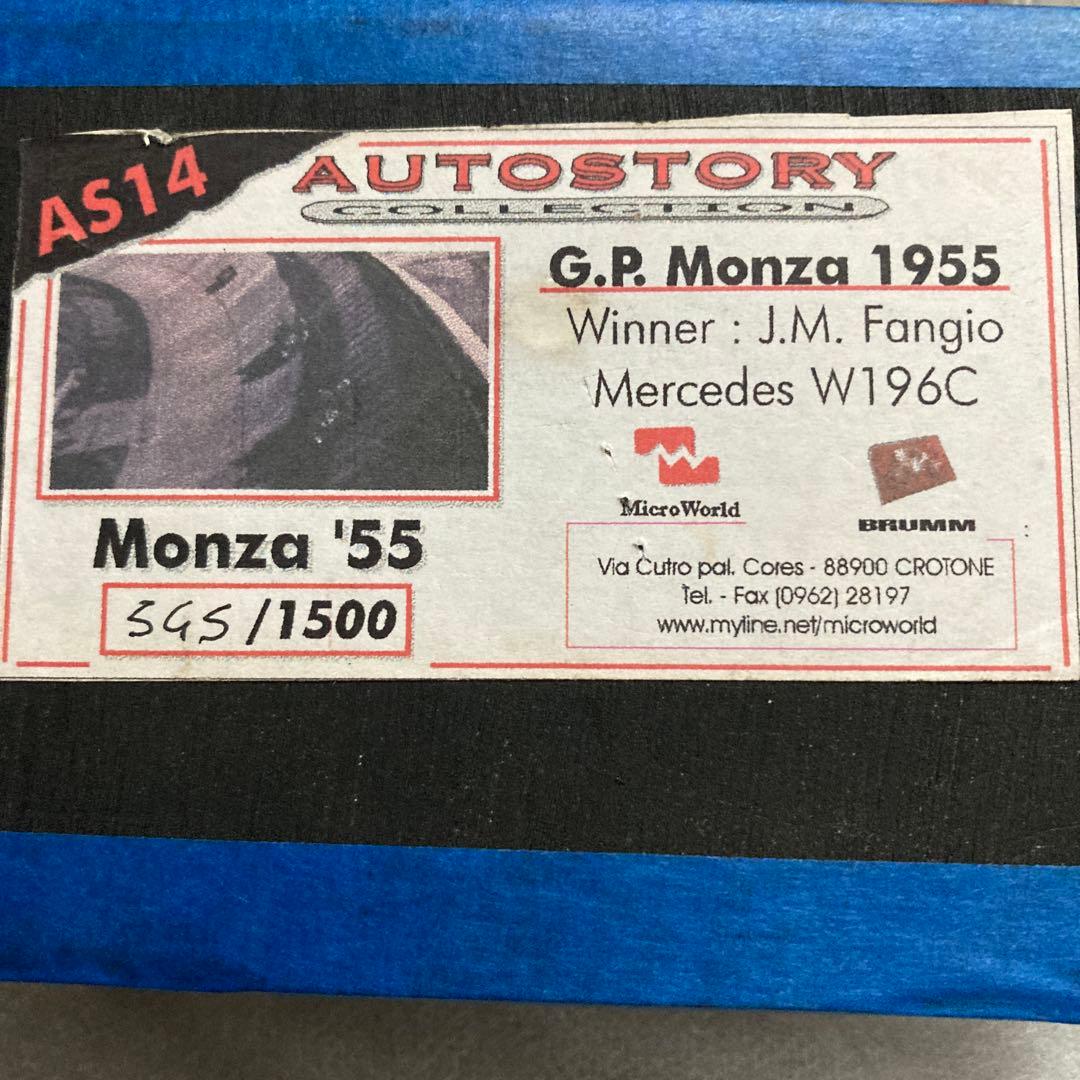 AS14
AUTOSTORY
COLLECTION
G.P. Monza 1955
Winner : J.M. Fangio
Mercedes W196C
MicroWorld
BRUMM
Monza '55
/1500
Via Cutro pal. Cores - 88900 CROTONE
Tel. - Fax (0962) 28197
www.myline.net/microworld